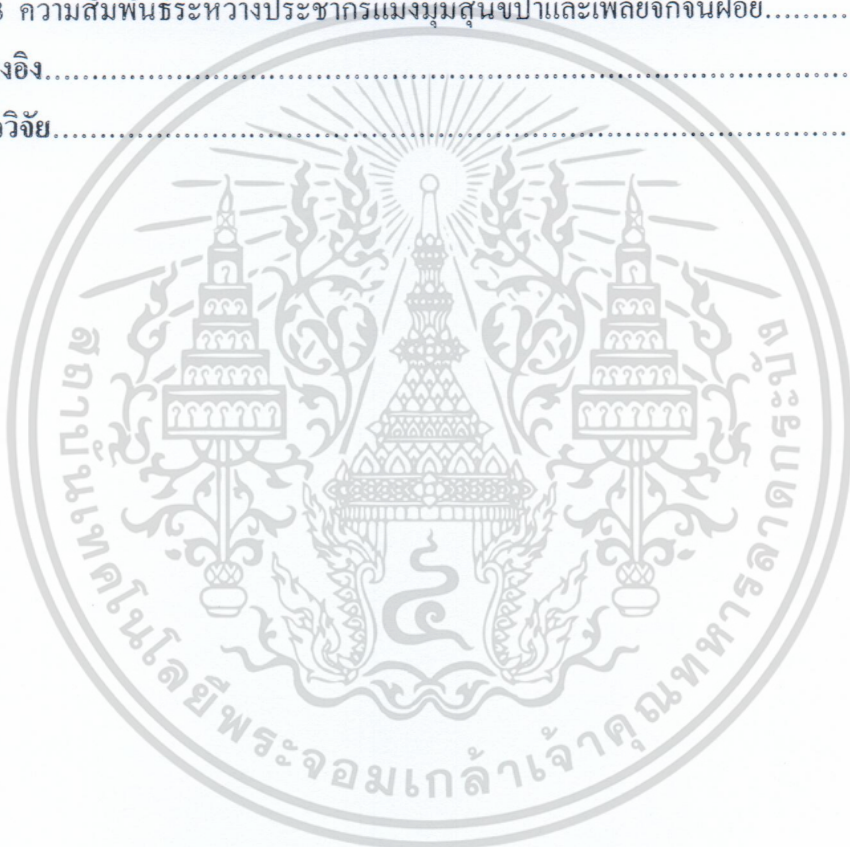 3 ความสัมพันธ์ระหว่างประชากรแมงมุมสุนัขป่าและเพลี้ยจักจั่นฝอย........
งอิง........................................................................................
วิจัย........................................................................................
สถาบันเทคโนโลยีพระจอมเกล้าเจ้าคุณทหารลาดกระบัง
๔